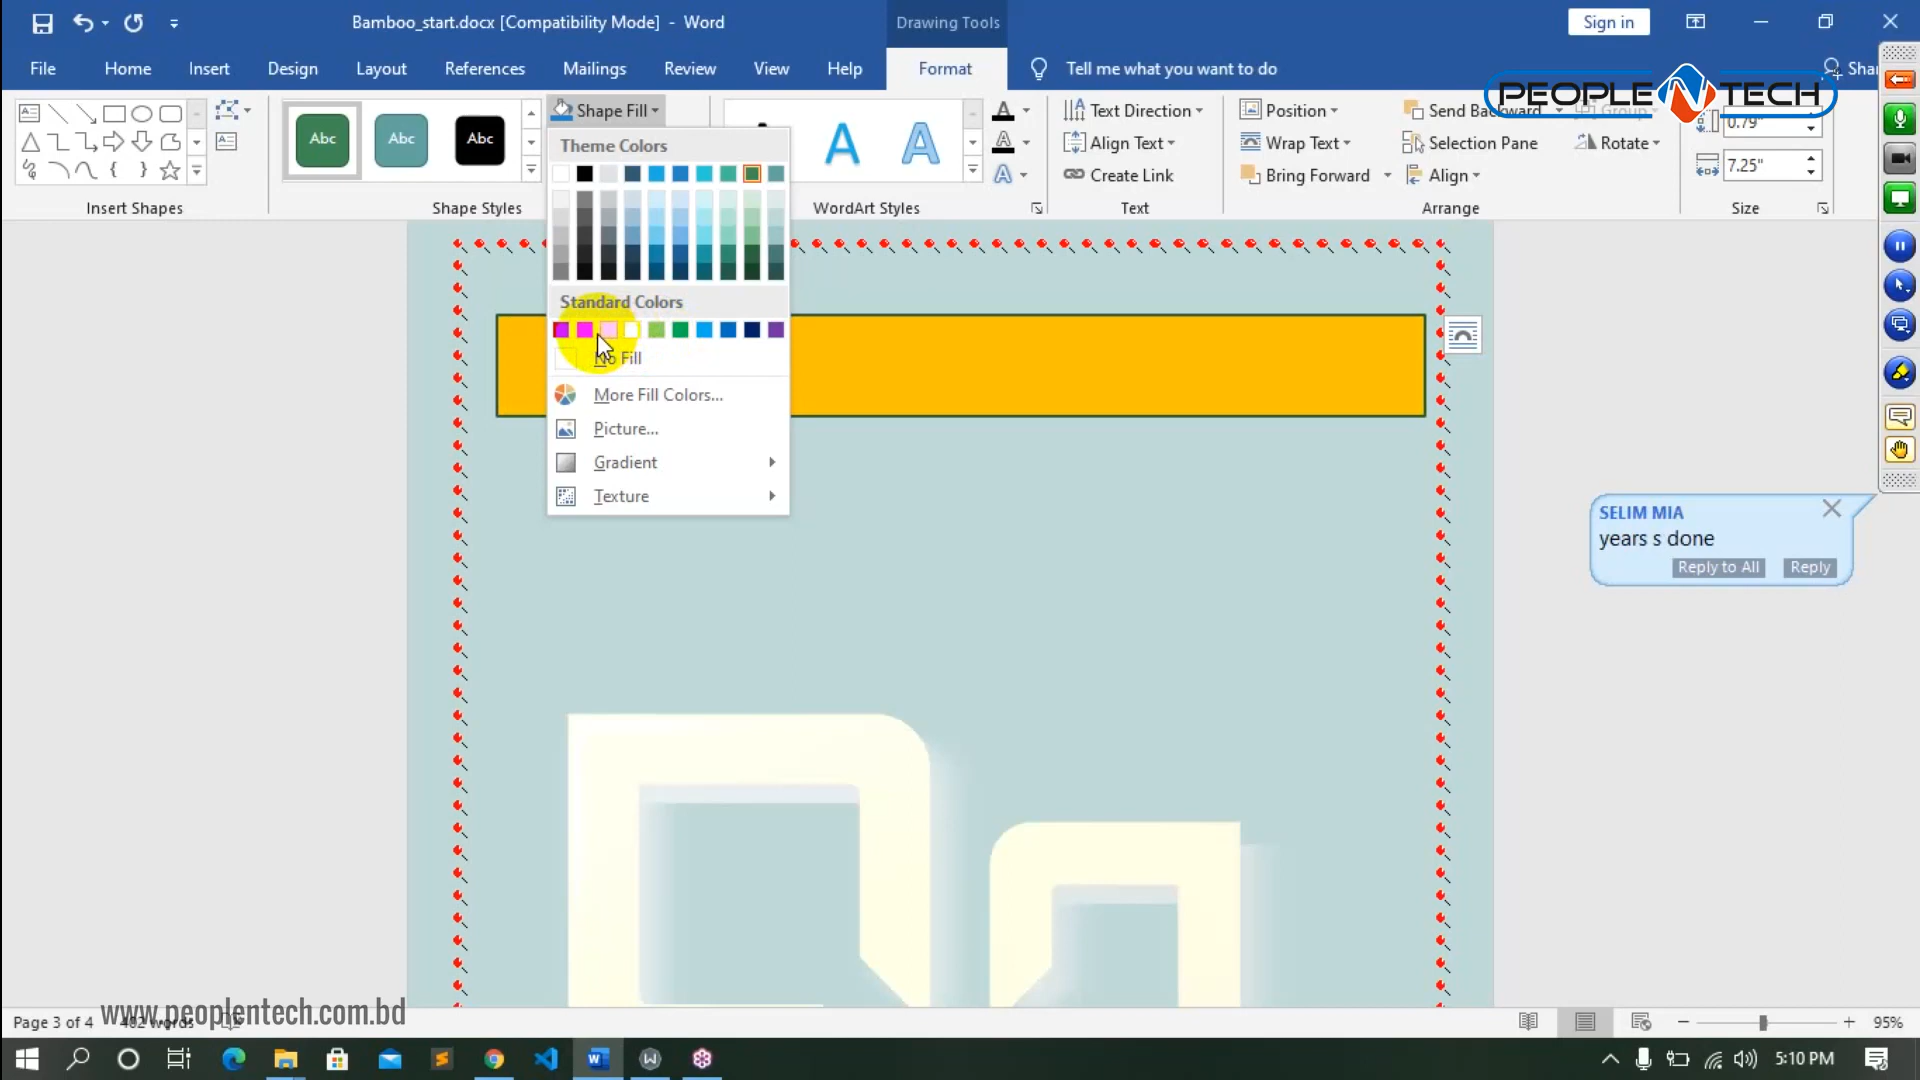 Bamboo_start.docx [Compatibility Mode] - Word
Drawing Tools
Sign in
File
Home
Insert
Design
Layout
References
Mailings
Review
View
Help
Format
Tell me what you want to do
Shar
PEOPLE N TECH
Abc
Abc
Abc
Shape Fill
A
A
Text Direction
Align Text
Create Link
Position
Wrap Text
Bring Forward
Send Backward
Selection Pane
Align
Group
Rotate
0.79"
7.25"
Insert Shapes
Shape Styles
WordArt Styles
Text
Arrange
Size
Theme Colors
Standard Colors
No Fill
More Fill Colors...
Picture...
Gradient
Texture
SELIM MIA
years s done
Reply to All
Reply
www.peoplentech.com.bd
Page 3 of 4
402 words
95%
5:10 PM